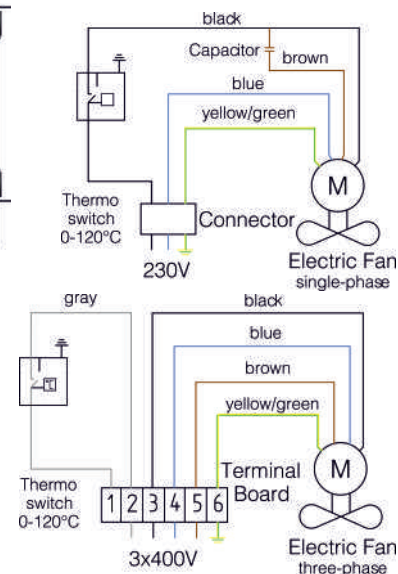 black
Capacitor
brown
blue
yellow/green
Thermo
switch
0-120°C
Connector
M
230V
Electric Fan
single-phase
gray
black
blue
brown
yellow/green
°C
Thermo
switch
0-120°C
1 2 3 4 5 6
Terminal
Board
M
3x400V
Electric Fan
three-phase